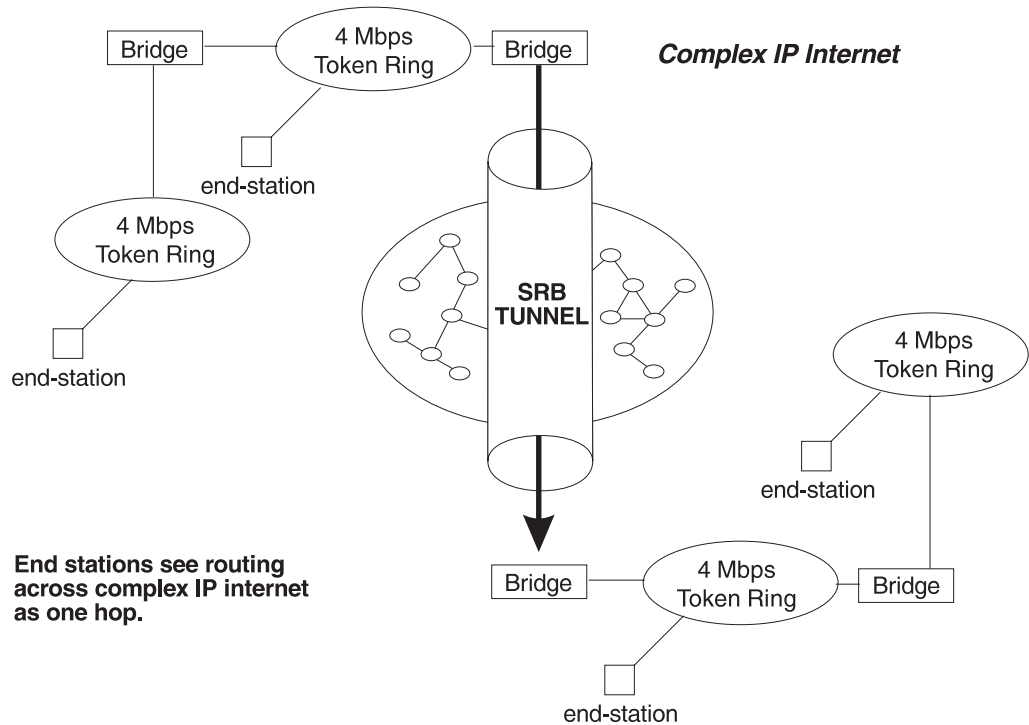 Bridge
4 Mbps
Token Ring
Bridge
Complex IP Internet
end-station
4 Mbps
Token Ring
end-station
SRB
TUNNEL
4 Mbps
Token Ring
end-station
End stations see routing
across complex IP internet
as one hop.
Bridge
4 Mbps
Token Ring
Bridge
end-station